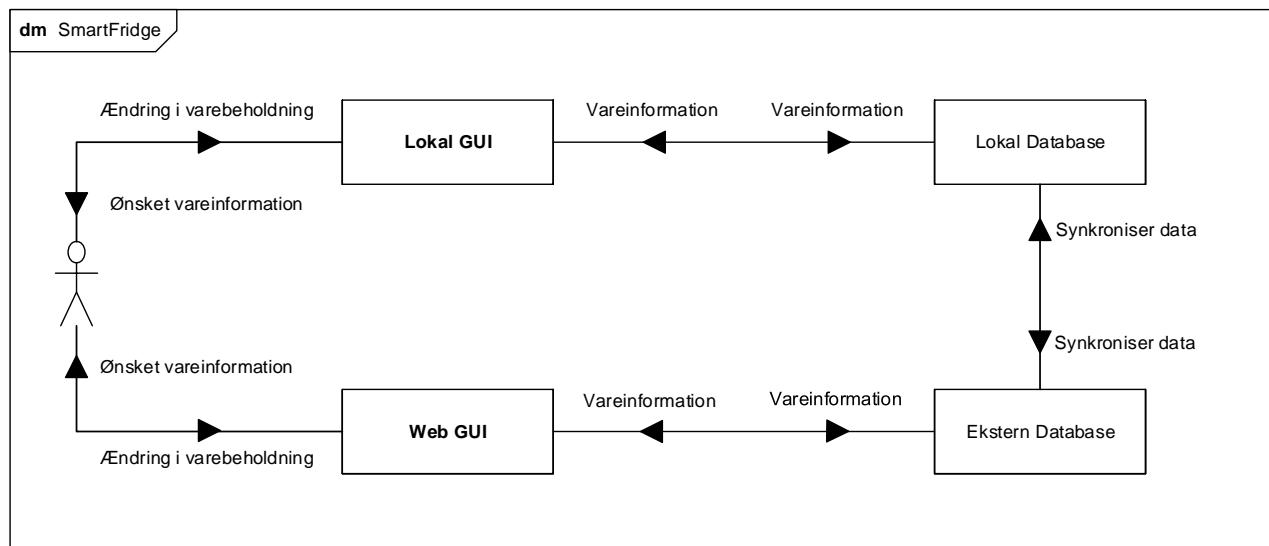 dm SmartFridge
Ændring i varebeholdning
Lokal GUI
Vareinformation
Vareinformation
Lokal Database
Ønsket vareinformation
Synkroniser data
Synkroniser data
Ønsket vareinformation
Web GUI
Vareinformation
Vareinformation
Ekstern Database
Ændring i varebeholdning